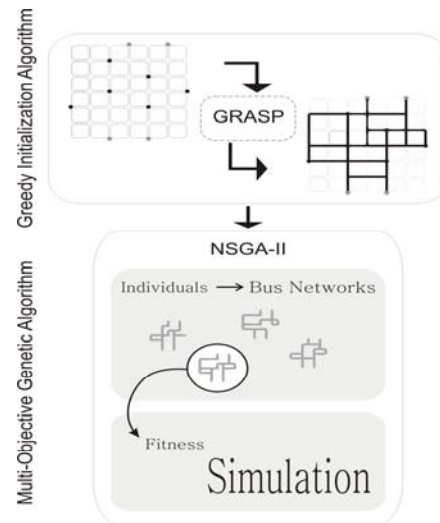 Greedy Initialization Algorithm
GRASP
Multi-Objective Genetic Algorithm
NSGA-II
Individuals → Bus Networks
Fitness
Simulation